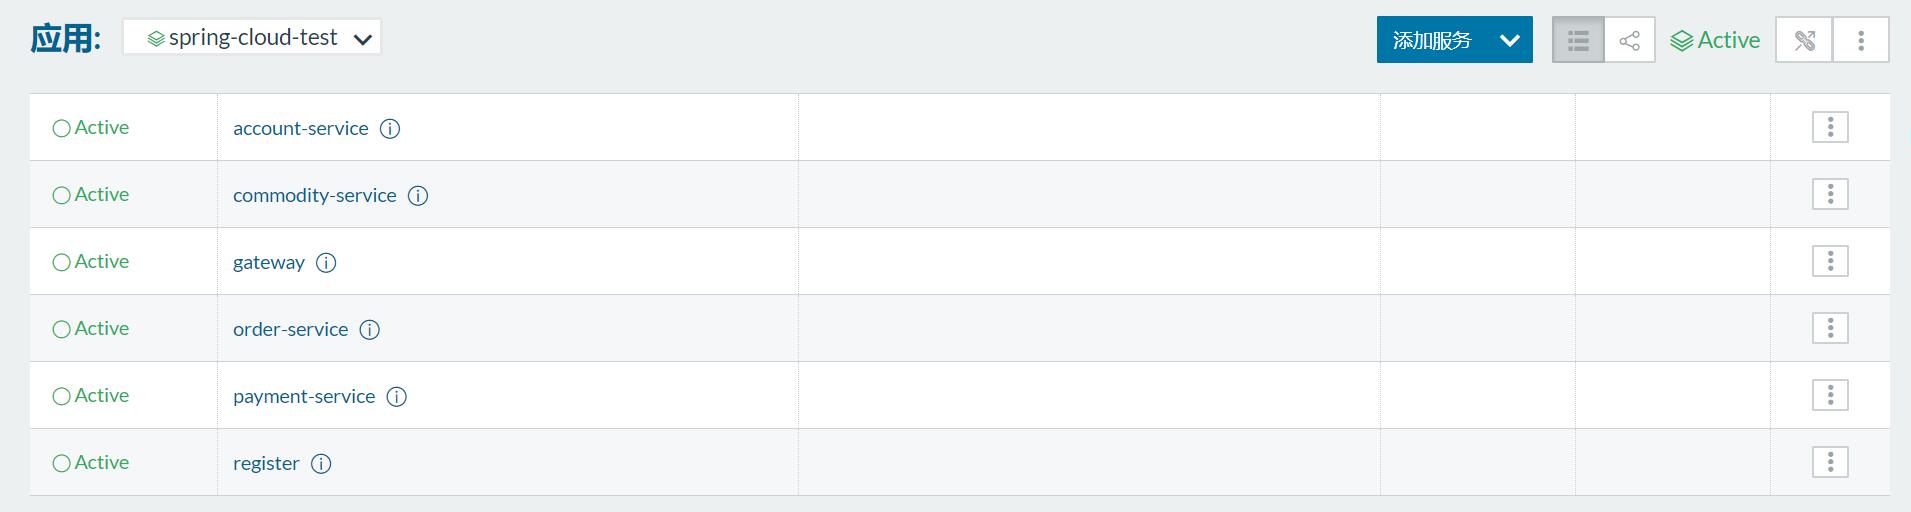 应用: spring-cloud-test 添加服务 Active
Active account-service
Active commodity-service
Active gateway
Active order-service
Active payment-service
Active register